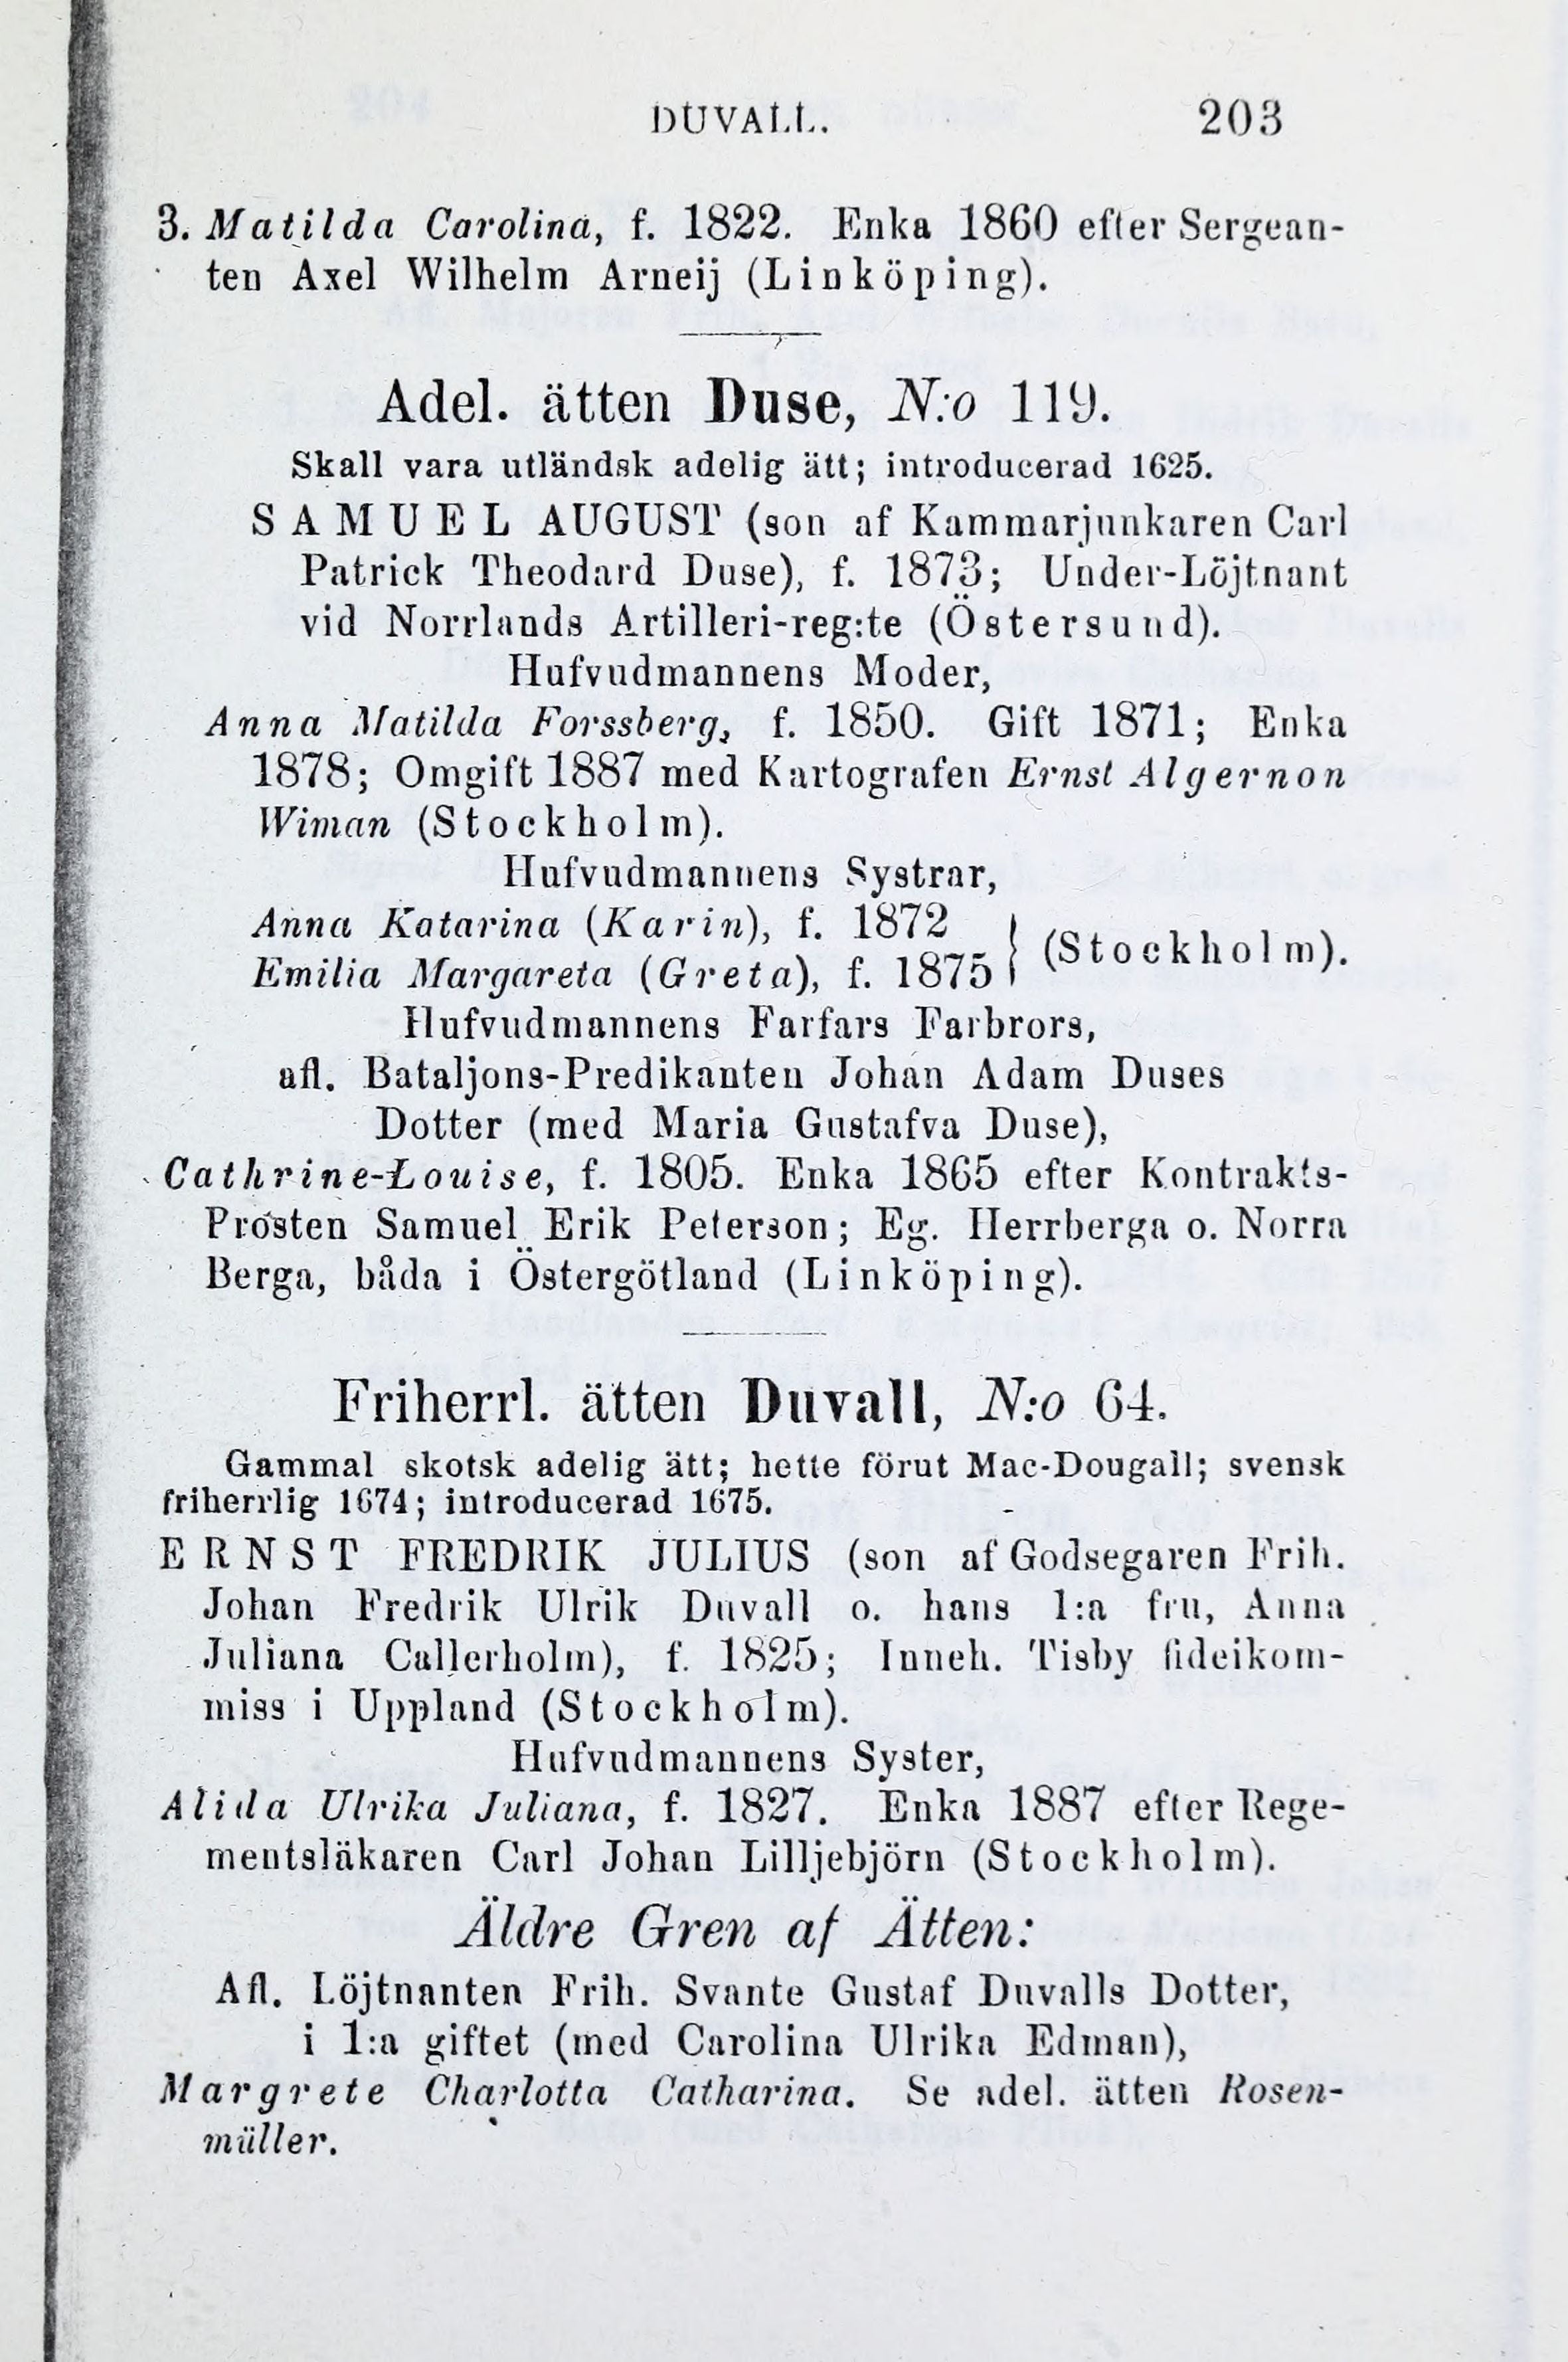 DUVALL. 203
3. Matilda Carolina, f. 1822. Enka 1860 efter Sergean-
ten Axel Wilhelm Arneij (Linköping).
Adel. ätten Duse, N:o 119.
Skall vara utländsk adelig ätt; introducerad 1625.
SAMUEL AUGUST (son af Kammarjunkaren Carl
Patrick Theodard Duse), f. 1873; Under-Löjtnant
vid Norrlands Artilleri-reg:te (Östersund).
Hufvudmannens Moder,
Anna Matilda Forssberg, f. 1850. Gift 1871; Enka
1878; Omgift 1887 med Kartografen Ernst Algernon
Wiman (Stockholm).
Hufvudmannens Systrar,
Anna Katarina (Karin), f. 1872
Emilia Margareta (Greta), f. 1875 } (Stockholm).
Hufvudmannens Farfars Farbrors,
afl. Bataljons-Predikanten Johan Adam Duses
Dotter (med Maria Gustafva Duse),
Cathrine-Louise, f. 1805. Enka 1865 efter Kontrakts-
Prosten Samuel Erik Peterson; Eg. Herrberga o. Norra
Berga, båda i Östergötland (Linköping).
Friherrl. ätten Duvall, N:o 64.
Gammal skotsk adelig ätt; hette förut Mac-Dougall; svensk
friherrlig 1674; introducerad 1675.
ERNST FREDRIK JULIUS (son af Godsegaren Frih.
Johan Fredrik Ulrik Duvall o. hans 1:a fru, Anna
Juliana Callerholm), f. 1825; Inneh. Tisby fideikom-
miss i Uppland (Stockholm).
Hufvudmannens Syster,
Alida Ulrika Juliana, f. 1827. Enka 1887 efter Rege-
mentsläkaren Carl Johan Lilljebjörn (Stockholm).
Äldre Gren af Ätten:
Afl. Löjtnanten Frih. Svante Gustaf Duvalls Dotter,
i 1:a giftet (med Carolina Ulrika Edman),
Margrete Charlotta Catharina. Se adel. ätten Rosen-
müller.